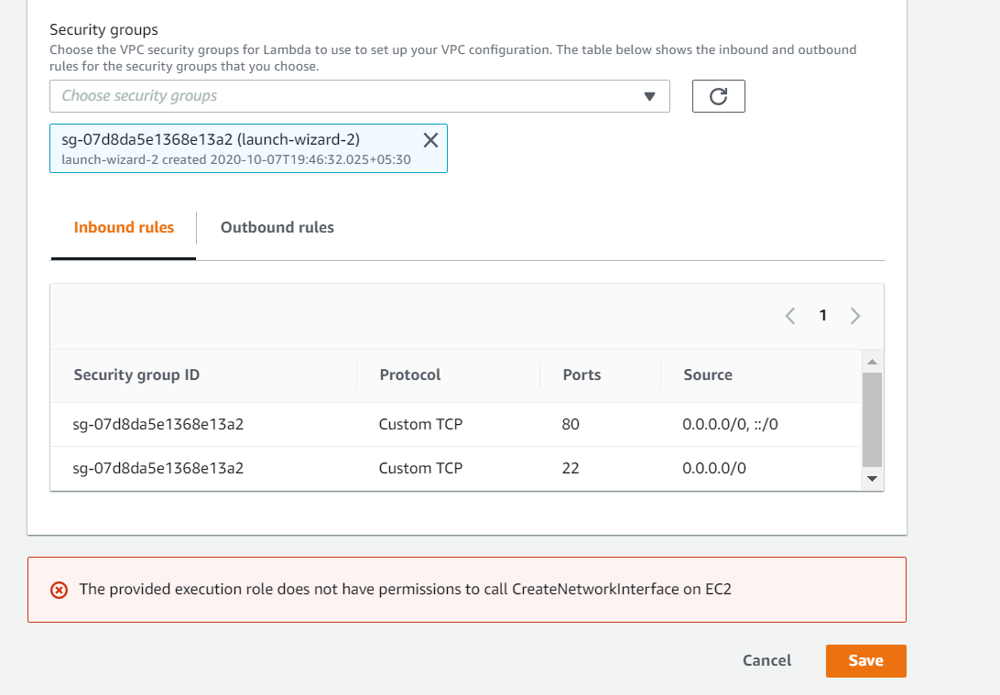 Security groups
Choose the VPC security groups for Lambda to use to set up your VPC configuration. The table below shows the inbound and outbound
rules for the security groups that you choose.
Choose security groups
sg-07d8da5e1368e13a2 (launch-wizard-2)
launch-wizard-2 created 2020-10-07T19:46:32.025+05:30
Inbound rules Outbound rules
1
Security group ID Protocol Ports Source
sg-07d8da5e1368e13a2 Custom TCP 80 0.0.0.0/0, ::/0
sg-07d8da5e1368e13a2 Custom TCP 22 0.0.0.0/0
The provided execution role does not have permissions to call CreateNetworkInterface on EC2
Cancel Save